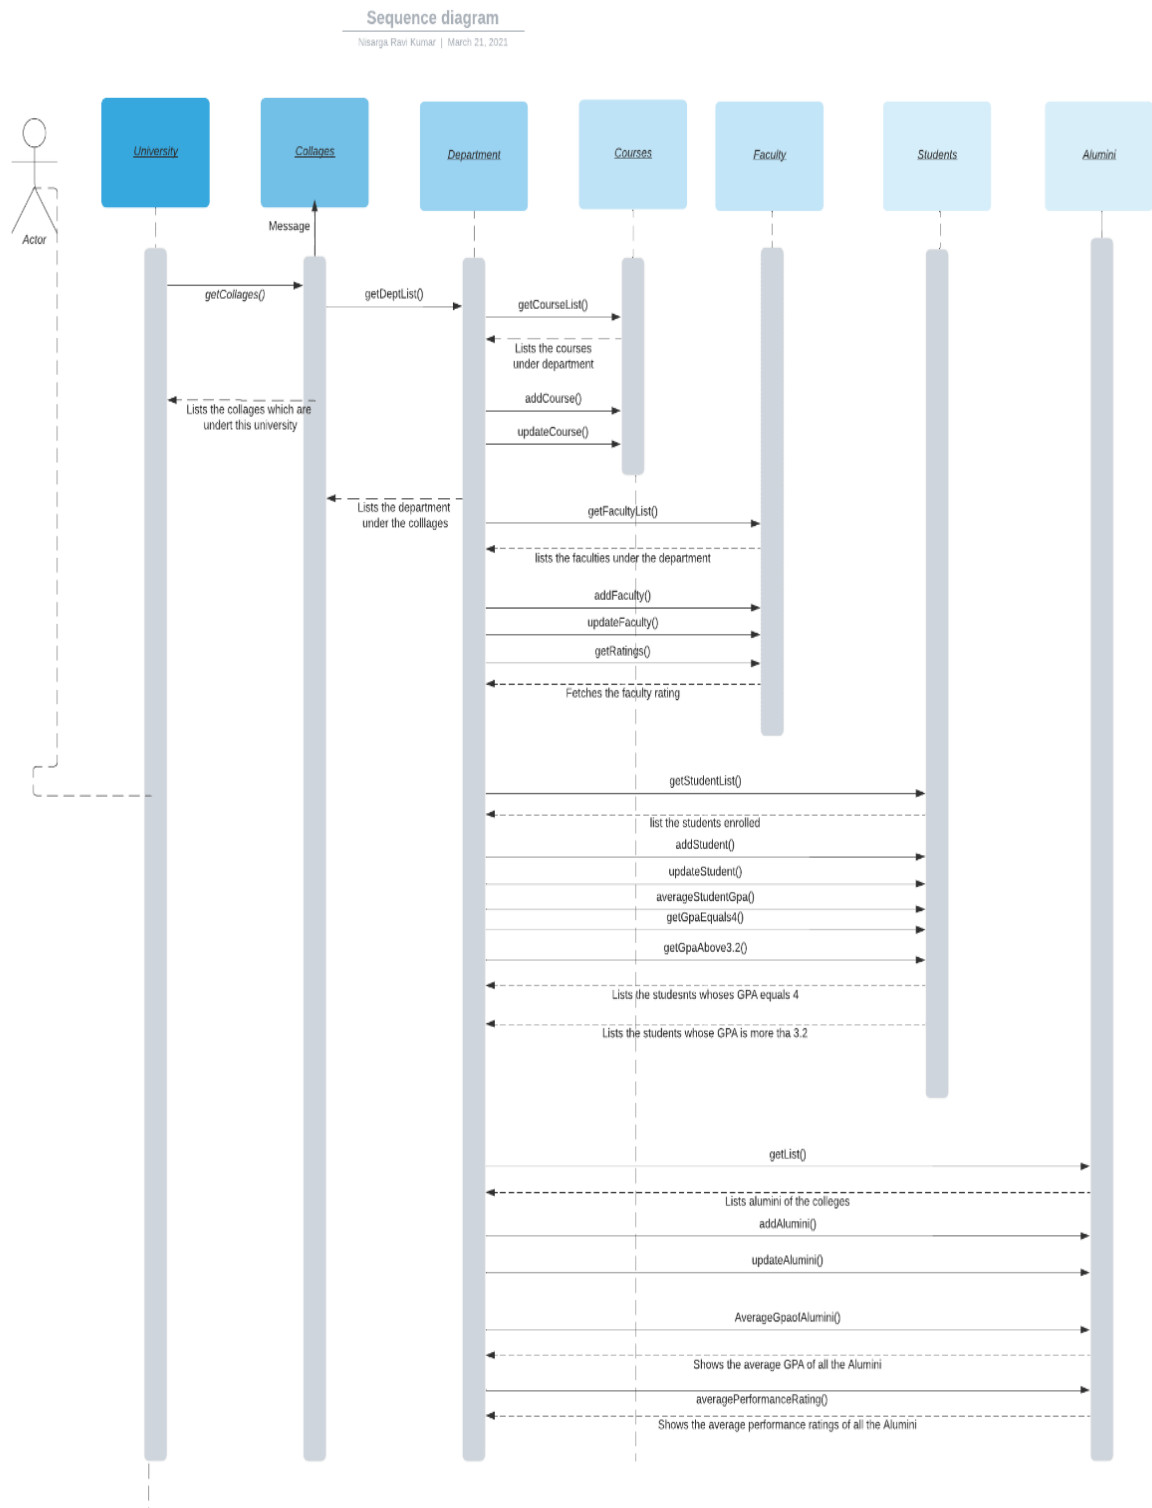 Sequence diagram
Nisarga Ravi Kumar | March 21, 2021
University
Collages
Department
Courses
Faculty
Students
Alumini
Actor
Message
getCollages()
getDeptList()
getCourseList()
Lists the courses
under department
addCourse()
Lists the collages which are
undert this university
updateCourse()
Lists the department
under the colllages
getFacultyList()
lists the faculties under the department
addFaculty()
updateFaculty()
getRatings()
Fetches the faculty rating
getStudentList()
list the students enrolled
addStudent()
updateStudent()
averageStudentGpa()
getGpaEquals4()
getGpaAbove3.2()
Lists the studesnts whoses GPA equals 4
Lists the students whose GPA is more tha 3.2
getList()
Lists alumini of the colleges
addAlumini()
updateAlumini()
AverageGpaofAlumini()
Shows the average GPA of all the Alumini
averagePerformanceRating()
Shows the average performance ratings of all the Alumini